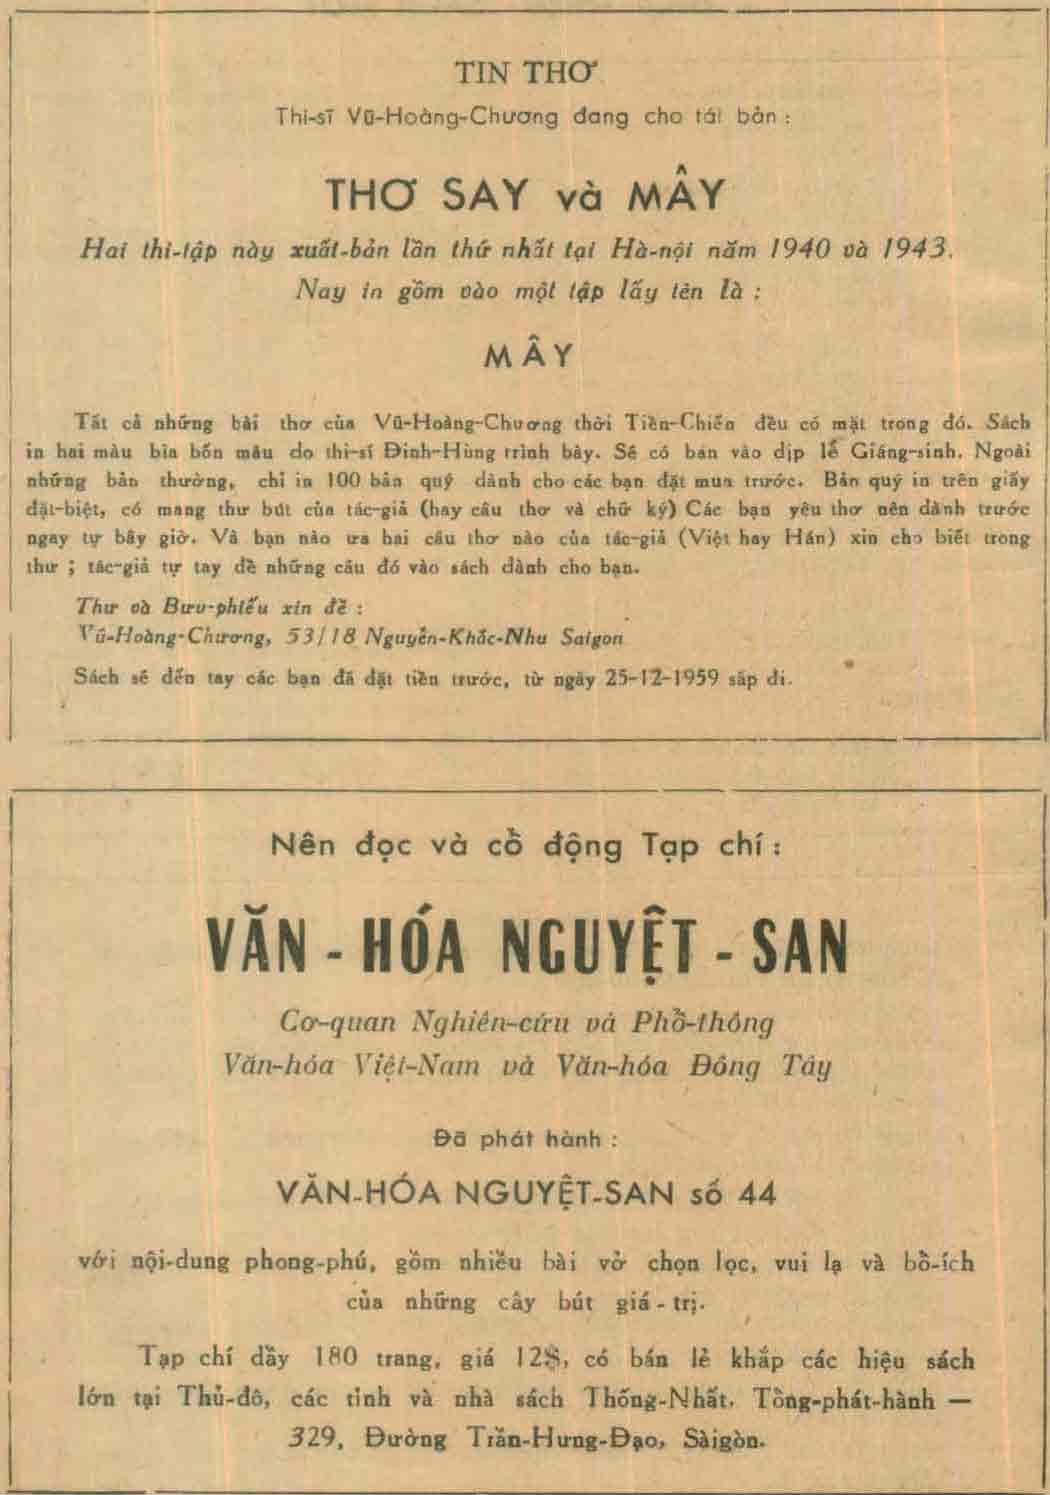 TIN THƠ
Thi-sĩ Vũ-Hoàng-Chương đang cho tái bản :
THƠ SAY và MÂY
Hai thi-tập này xuất-bản lần thứ nhất tại Hà-nội năm 1940 và 1943.
Nay in gồm vào một tập lấy tên là :
MÂY
Tất cả những bài thơ của Vũ-Hoàng-Chương thời Tiền-Chiến đều có mặt trong đó. Sách
in hai màu bìa bốn mầu do thi-sĩ Đinh-Hùng trình bày. Sẽ có bán vào dịp lễ Giáng-sinh. Ngoài
những bản thường, chỉ in 100 bản quý dành cho các bạn đặt mua trước. Bản quý in trên giấy
đặt-biệt, có mang thư bút của tác-giả (hay câu thơ và chữ ký) Các bạn yêu thơ nên dành trước
ngay tự bây giờ. Và bạn nào ưa hai câu thơ nào của tác-giả (Việt hay Hán) xin cho biết trong
thư ; tác-giả tự tay đề những câu đó vào sách dành cho bạn.
Thư và Bưu-phiếu xin đề :
Vũ-Hoàng-Chương, 53/18 Nguyễn-Khắc-Nhu Saigon
Sách sẽ đến tay các bạn đã đặt tiền trước, từ ngày 25-12-1959 sắp đi.
Nên đọc và cổ động Tạp chí :
VĂN - HÓA NGUYỆT - SAN
Cơ-quan Nghiên-cứu và Phổ-thông
Văn-hóa Việt-Nam và Văn-hóa Đông Tây
Đã phát hành :
VĂN-HÓA NGUYỆT-SAN số 44
với nội-dung phong-phú, gồm nhiều bài vở chọn lọc, vui lạ và bổ-ích
của những cây bút giá - trị.
Tạp chí dầy 180 trang, giá 12$, có bán lẻ khắp các hiệu sách
lớn tại Thủ-đô, các tỉnh và nhà sách Thống-Nhất. Tổng-phát-hành —
329, Đường Trần-Hưng-Đạo, Sàigòn.